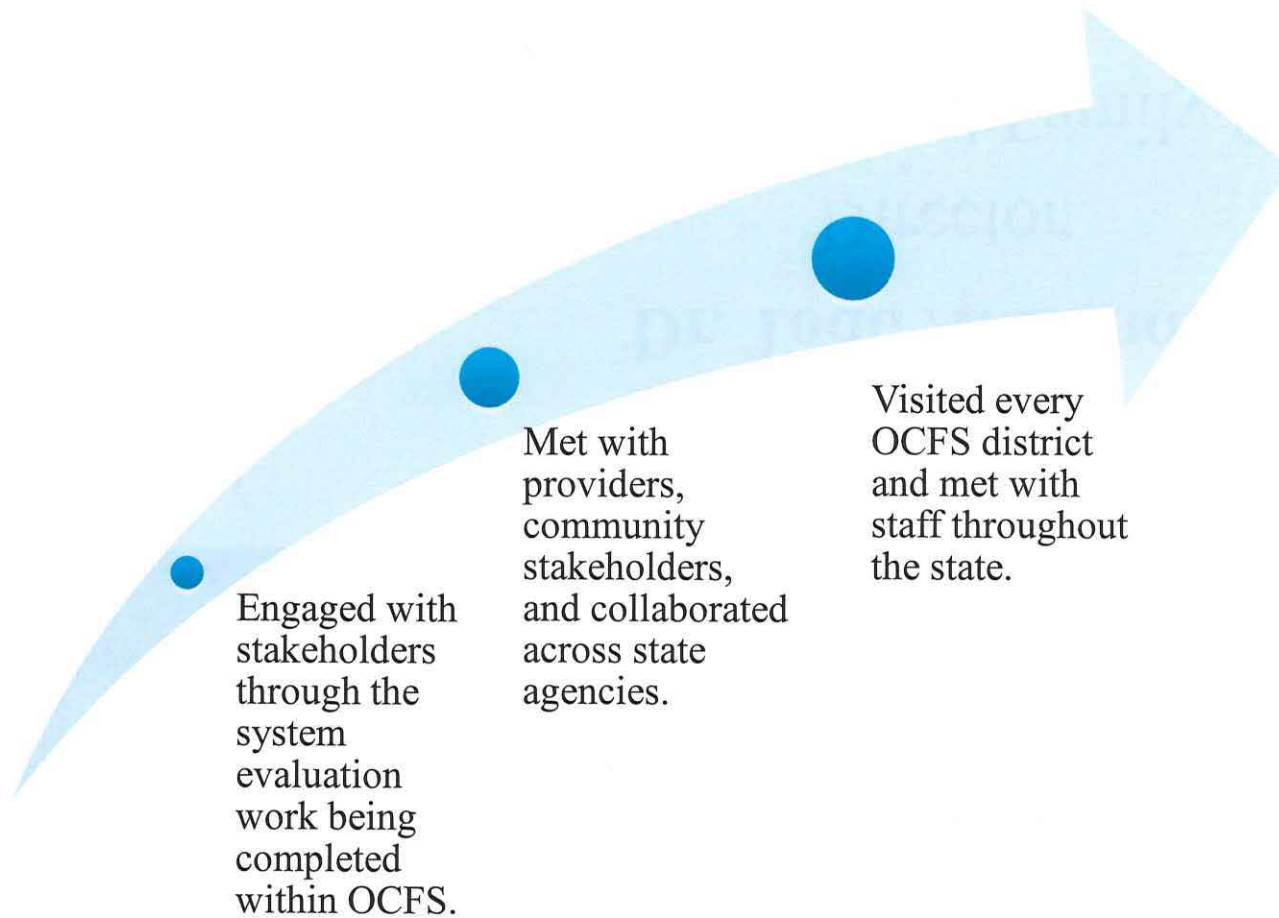 Engaged with
stakeholders
through the
system
evaluation
work being
completed
within OCFS.
Met with
providers,
community
stakeholders,
and collaborated
across state
agencies.
Visited every
OCFS district
and met with
staff throughout
the state.